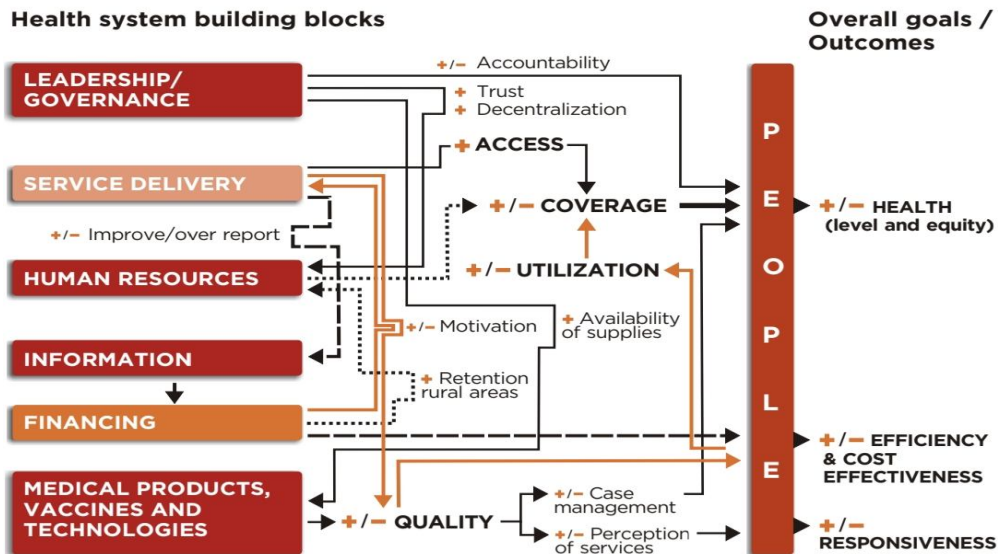 Health system building blocks
Overall goals /
Outcomes
LEADERSHIP/
GOVERNANCE
+/- Accountability
+ Trust
+ Decentralization
SERVICE DELIVERY
+ ACCESS
+/- COVERAGE
+/- Improve/over report
HUMAN RESOURCES
+/- UTILIZATION
INFORMATION
+/- Motivation
+ Availability
of supplies
+ Retention
rural areas
FINANCING
MEDICAL PRODUCTS,
VACCINES AND
TECHNOLOGIES
+/- QUALITY
+/- Case
management
+/- Perception
of services
PEOPLE
+/- HEALTH
(level and equity)
+/- EFFICIENCY
& COST
EFFECTIVENESS
+/-
RESPONSIVENESS